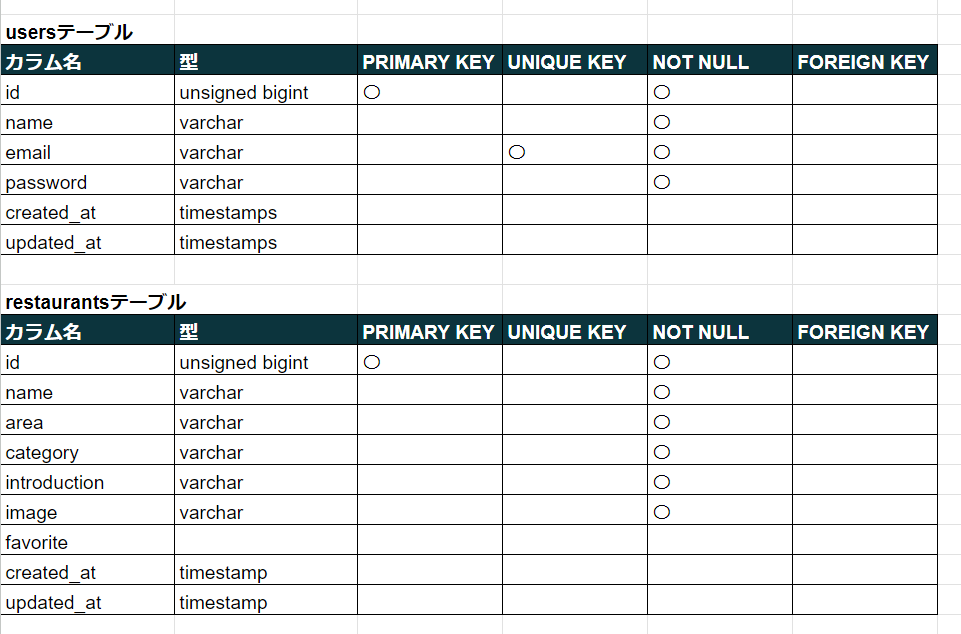 usersテーブル
カラム名 型 PRIMARY KEY UNIQUE KEY NOT NULL FOREIGN KEY
id unsigned bigint ○ ○
name varchar ○
email varchar ○ ○
password varchar ○
created_at timestamps
updated_at timestamps
restaurantsテーブル
カラム名 型 PRIMARY KEY UNIQUE KEY NOT NULL FOREIGN KEY
id unsigned bigint ○ ○
name varchar ○
area varchar ○
category varchar ○
introduction varchar ○
image varchar ○
favorite
created_at timestamp
updated_at timestamp